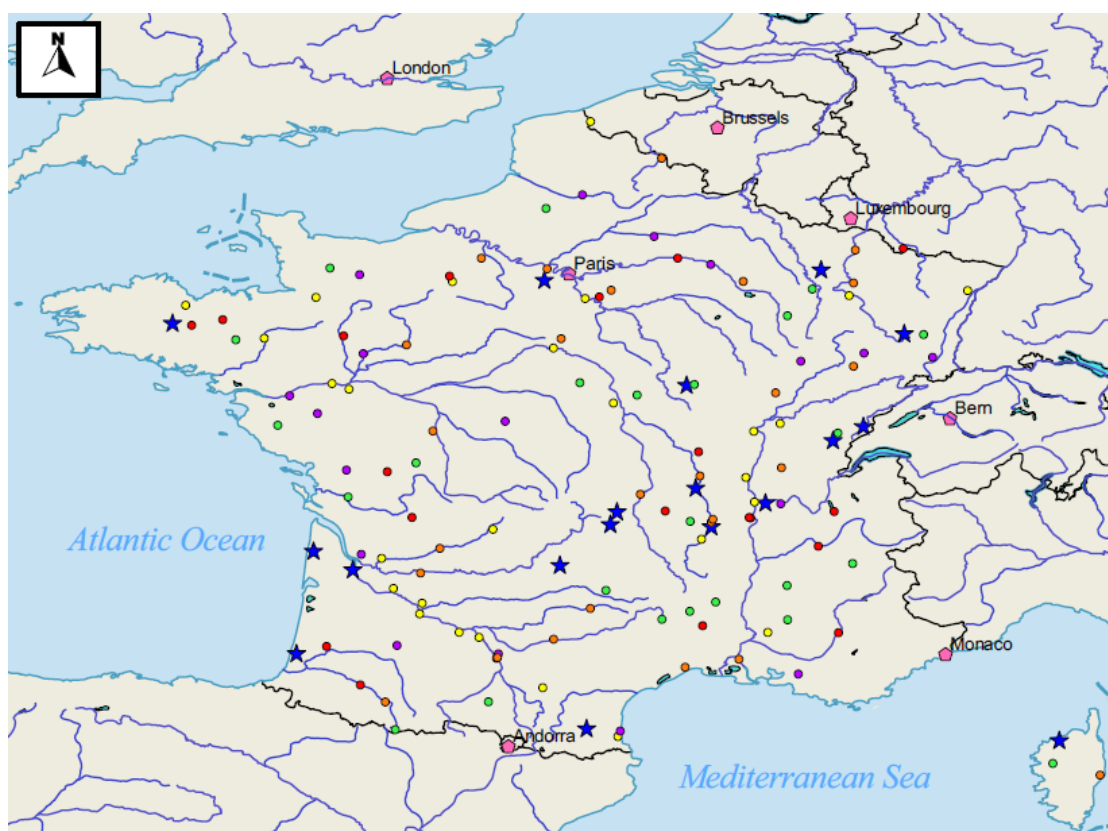 N
London
Brussels
Luxembourg
Paris
Bern
Atlantic Ocean
Monaco
Andorra
Mediterranean Sea